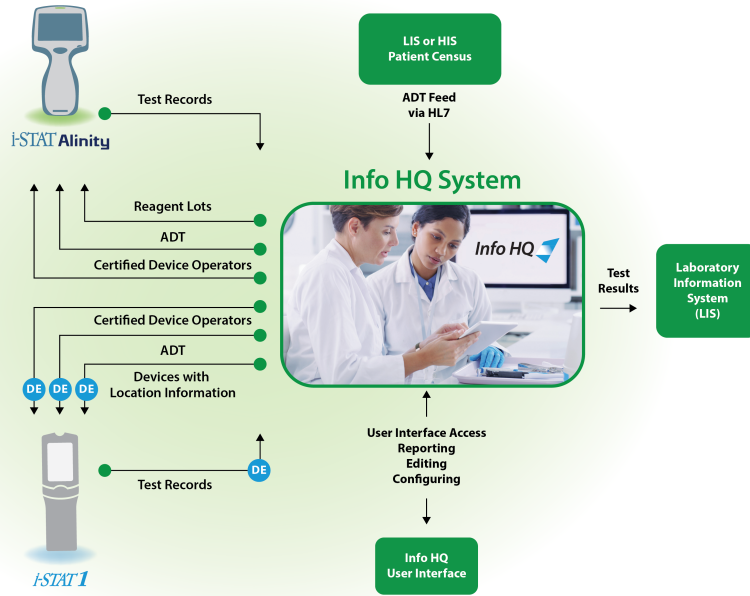 LIS or HIS
Patient Census
Test Records
ADT Feed
via HL7
i-STAT Alinity
Info HQ System
Reagent Lots
ADT
Certified Device Operators
Info HQ
Test
Results
Laboratory
Information
System
(LIS)
Certified Device Operators
ADT
Devices with
Location Information
DE
DE
DE
User Interface Access
Reporting
Editing
Configuring
DE
Test Records
Info HQ
User Interface
i-STAT 1